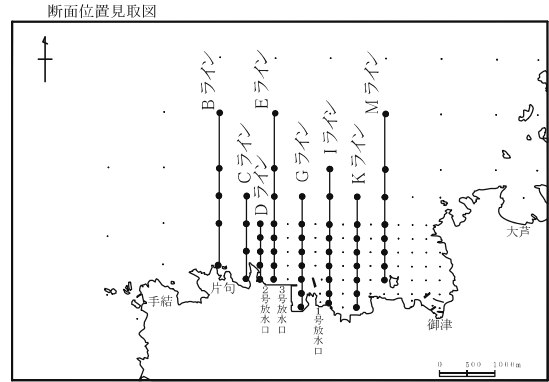 断面位置見取図
Bライン
Cライン
Dライン
Eライン
Gライン
Iライン
Kライン
Mライン
大芦
片句
手結
2号放水口
3号放水口
1号放水口
御津
0 500 1000m